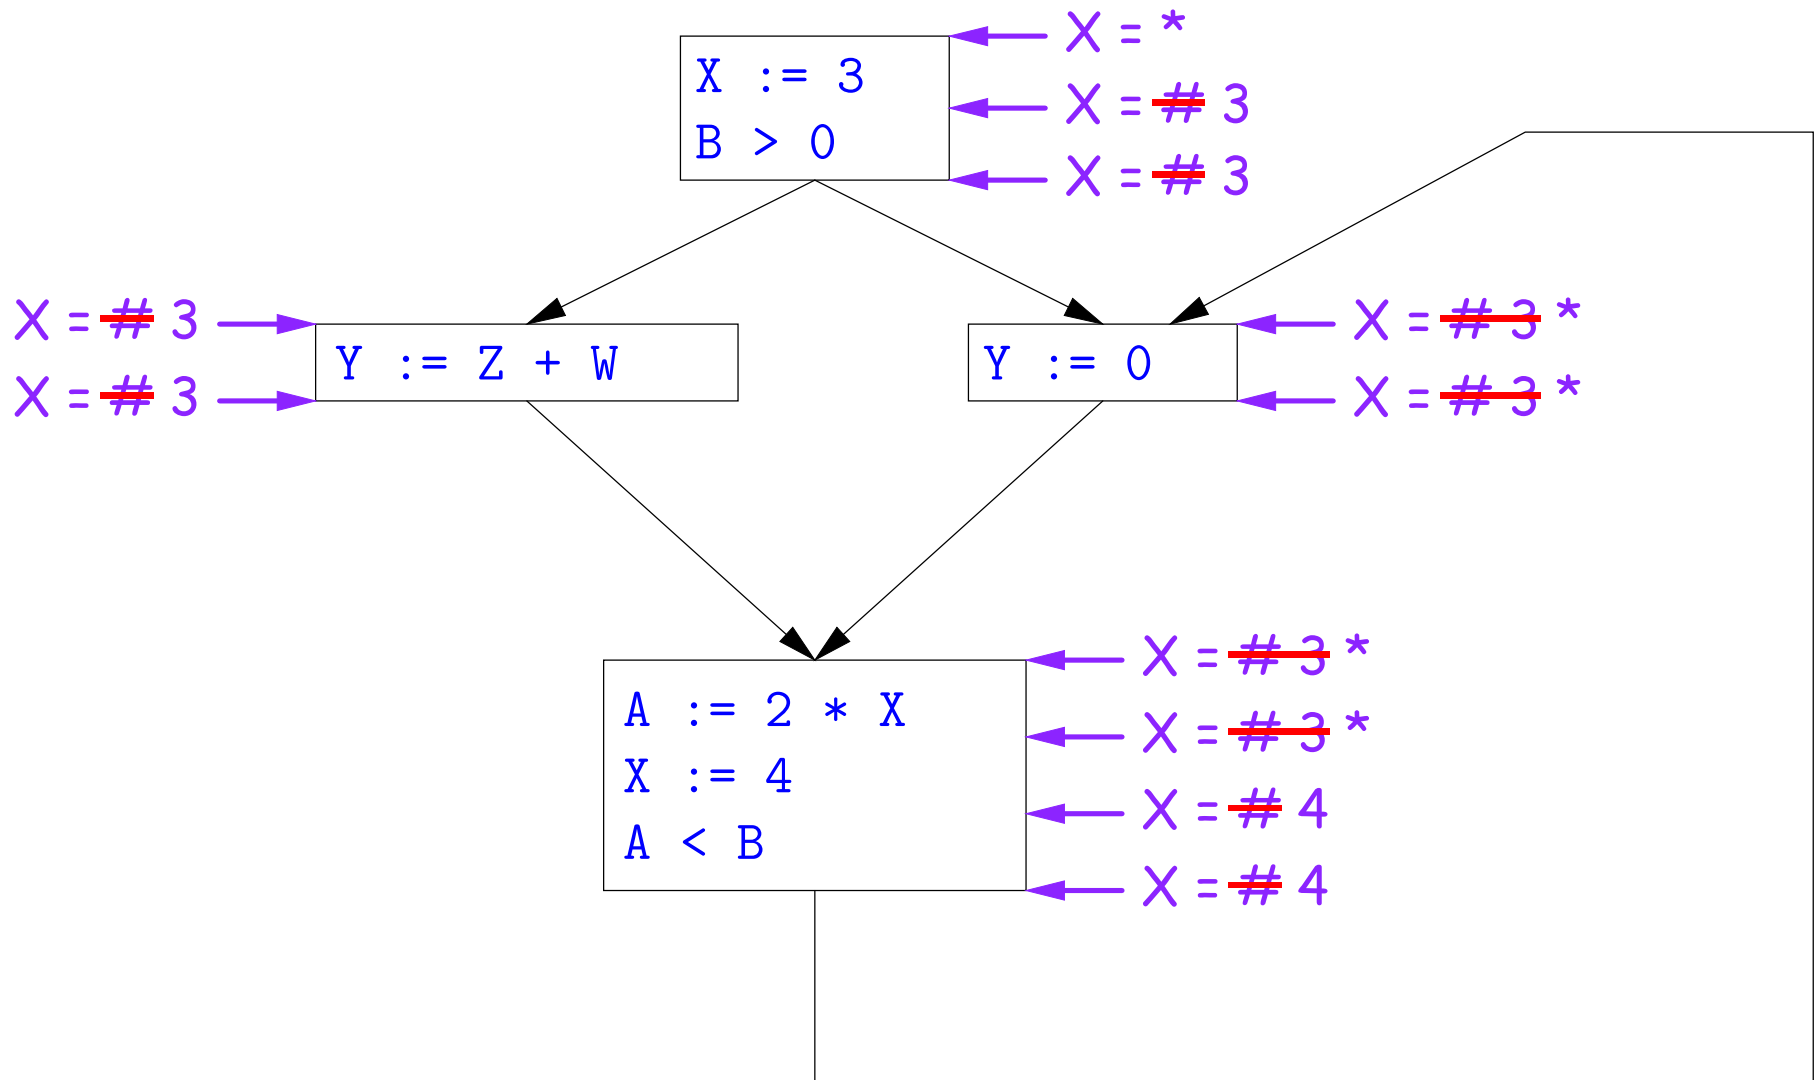 X = *
X := 3
X = # 3
B > 0
X = # 3
X = # 3
X = # 3 *
Y := Z + W
Y := 0
X = # 3
X = # 3 *
X = # 3 *
A := 2 * X
X = # 3 *
X := 4
X = # 4
A < B
X = # 4